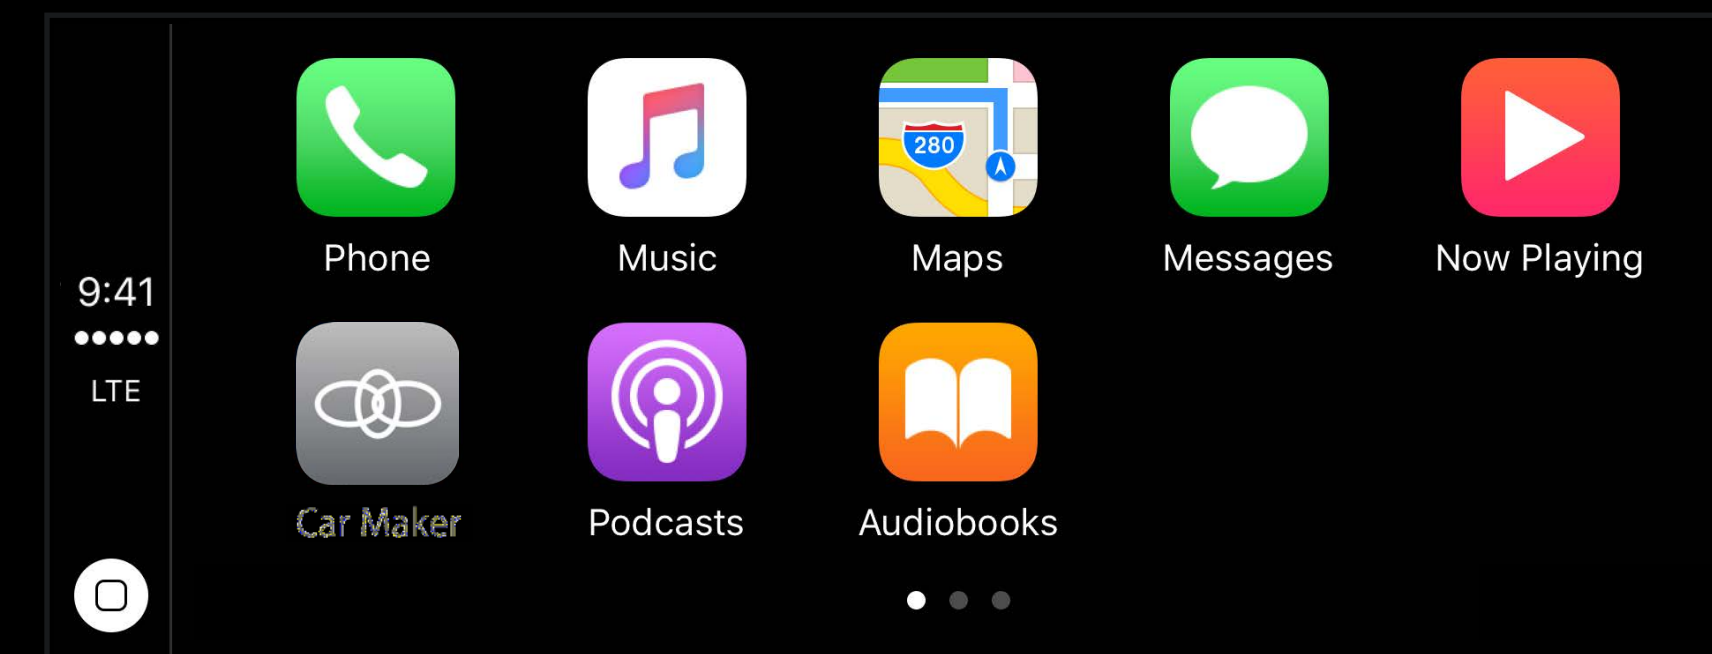 280
Phone
Music
Maps
Messages
Now Playing
9:41
LTE
Car Maker
Podcasts
Audiobooks